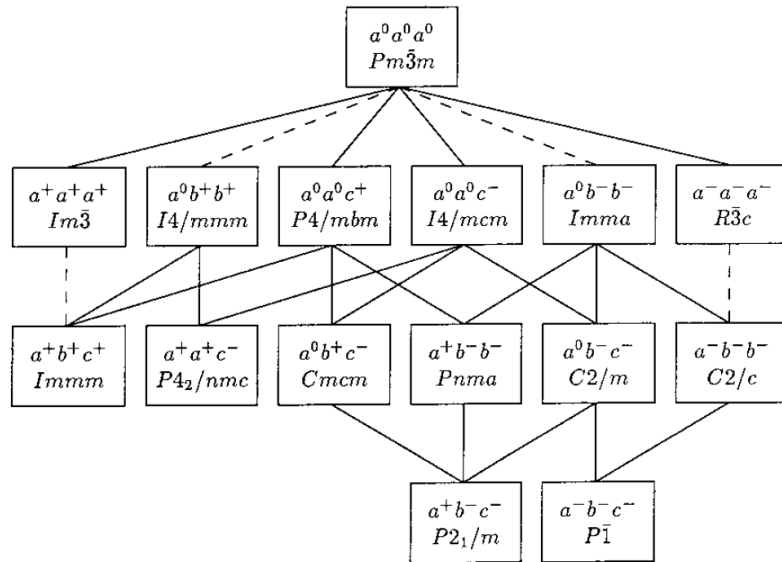 a⁰a⁰a⁰
Pm3̄m
a⁺a⁺a⁺
Im3̄
a⁰b⁺b⁺
I4/mmm
a⁰a⁰c⁺
P4/mbm
a⁰a⁰c⁻
I4/mcm
a⁰b⁻b⁻
Imma
a⁻a⁻a⁻
R3̄c
a⁺b⁺c⁺
Immm
a⁺a⁺c⁻
P4₂/nmc
a⁰b⁺c⁻
Cmcm
a⁺b⁻b⁻
Pnma
a⁰b⁻c⁻
C2/m
a⁻b⁻b⁻
C2/c
a⁺b⁻c⁻
P2₁/m
a⁻b⁻c⁻
P1̄